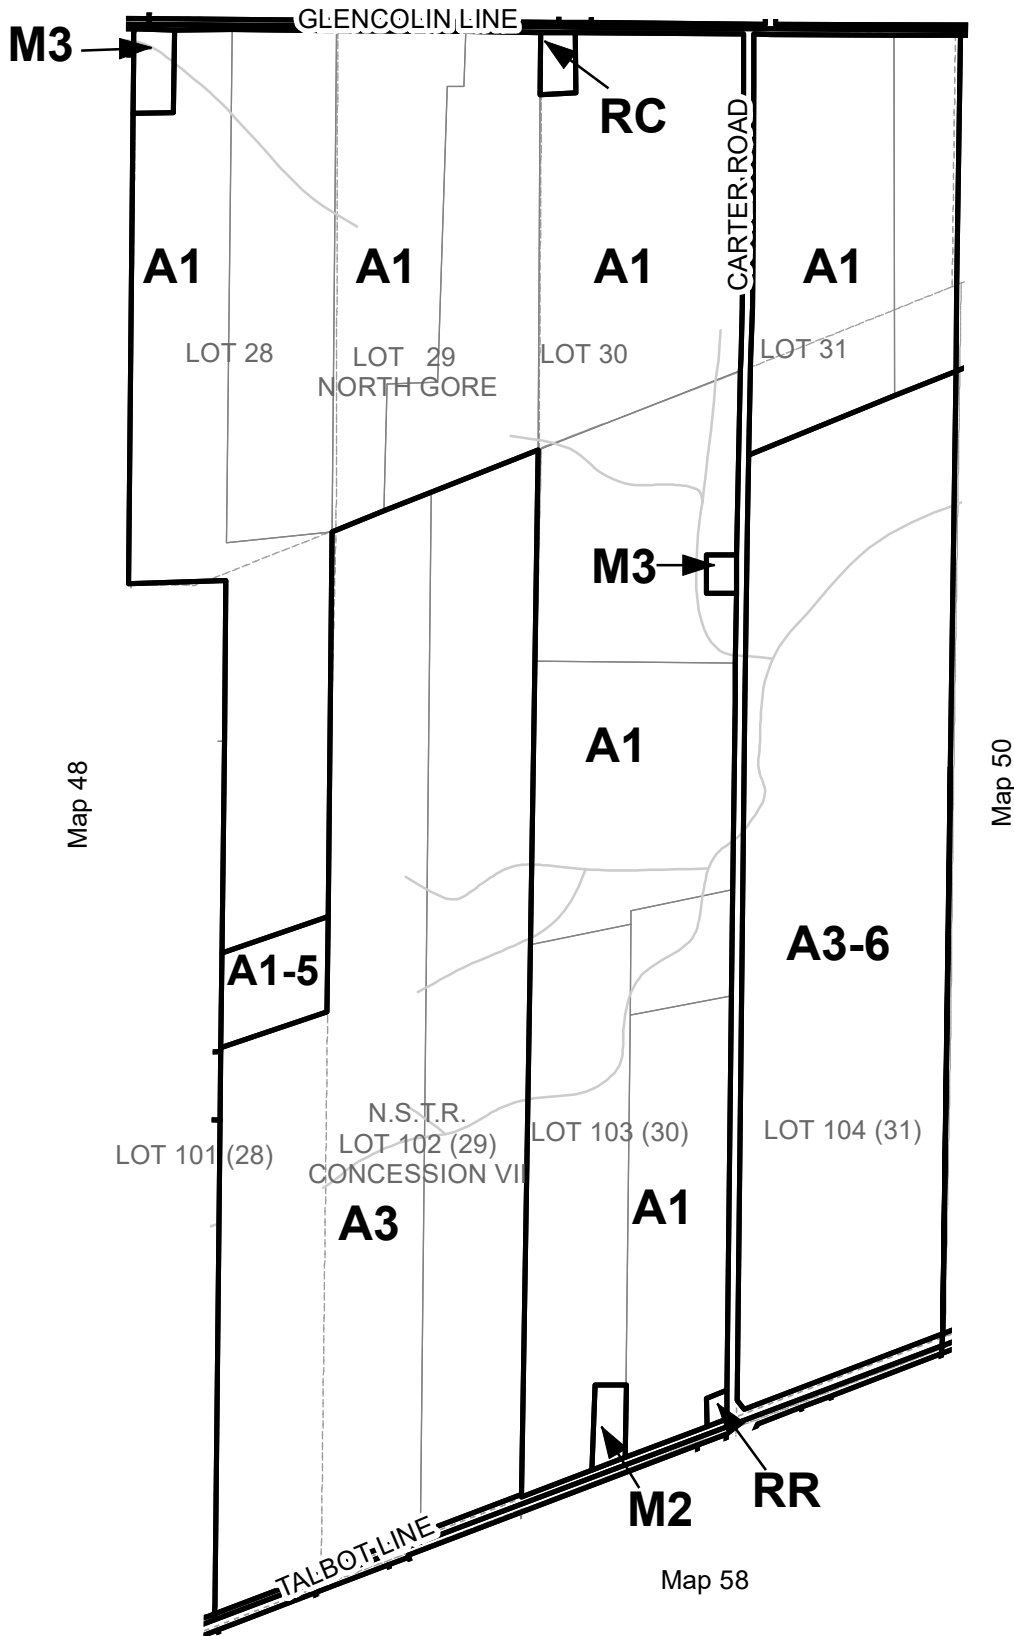 GLENCOLIN LINE
M3
RC
CARTER ROAD
A1
A1
A1
A1
LOT 28
LOT 29
NORTH GORE
LOT 30
LOT 31
M3
A1
Map 48
Map 50
A3-6
A1-5
N.S.T.R.
LOT 102 (29)
CONCESSION VII
LOT 101 (28)
LOT 103 (30)
LOT 104 (31)
A3
A1
RR
M2
TALBOT LINE
Map 58